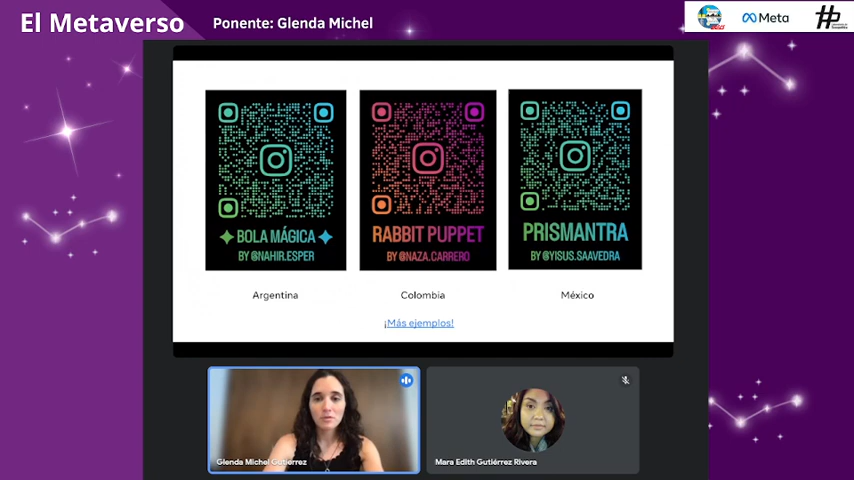 El Metaverso
Ponente: Glenda Michel
Meta
BOLA MÁGICA
BY @NAHIR.ESPER
RABBIT PUPPET
BY @NAZA.CARRERO
PRISMANTRA
BY @YISUS.SAAVEDRA
Argentina
Colombia
México
¡Más ejemplos!
Glenda Michel Gutierrez
Mara Edith Gutiérrez Rivera